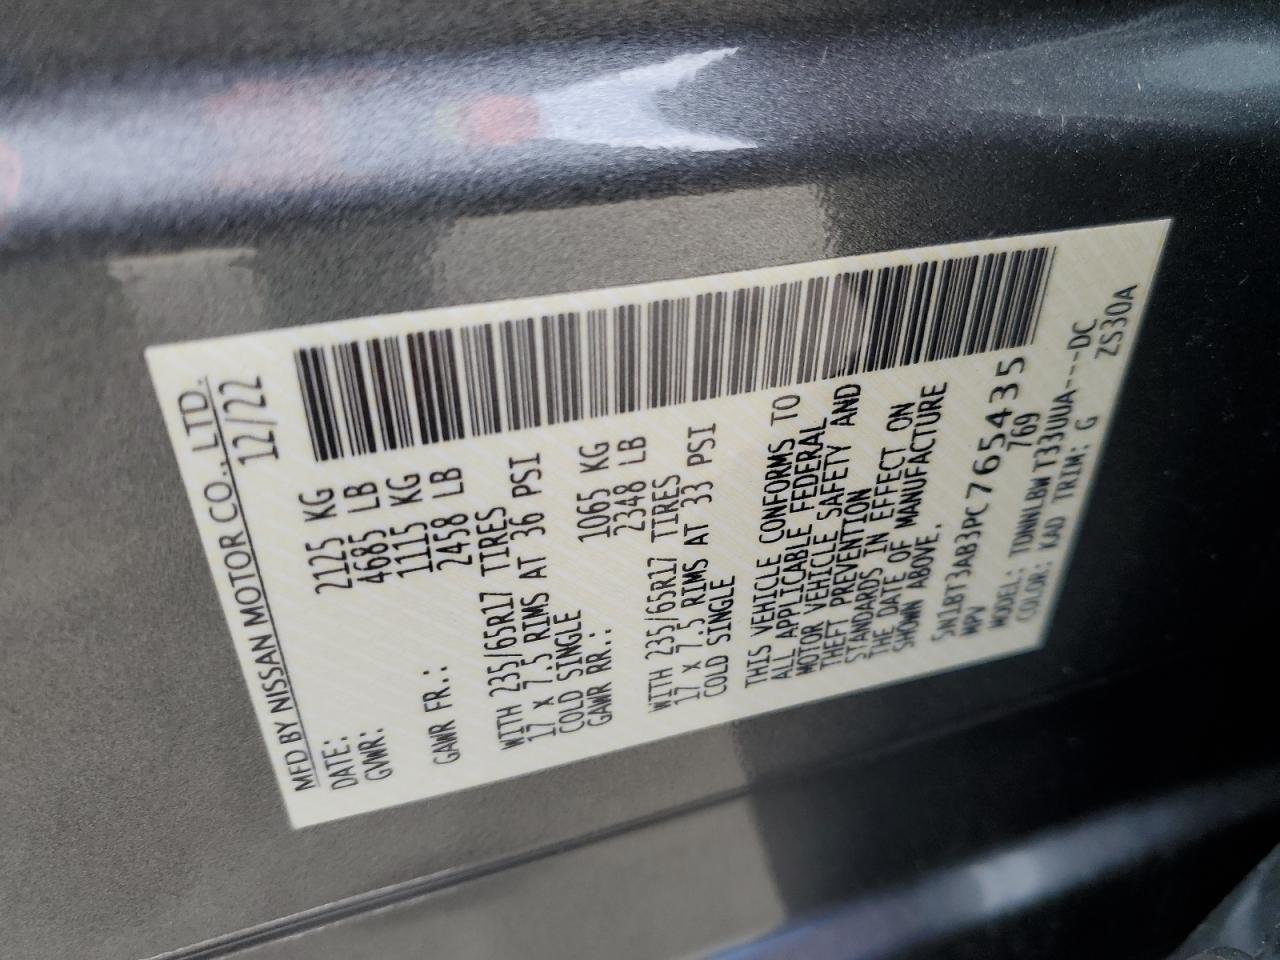 MFD BY NISSAN MOTOR CO., LTD.
DATE: 12/22
GVWR: 2125 KG
4685 LB
GAWR FR.: 1115 KG
2458 LB
WITH 235/65R17 TIRES
17 X 7.5 RIMS AT 36 PSI
COLD SINGLE
GAWR RR.: 1065 KG
2348 LB
WITH 235/65R17 TIRES
17 X 7.5 RIMS AT 33 PSI
COLD SINGLE
THIS VEHICLE CONFORMS TO
ALL APPLICABLE FEDERAL
MOTOR VEHICLE SAFETY AND
THEFT PREVENTION
STANDARDS IN EFFECT ON
THE DATE OF MANUFACTURE
SHOWN ABOVE.
5N1BT3AB3PC765435
MPV 769
MODEL: TDNNLBWT33UUA---DC
COLOR: KAD TRIM: G ZS30A